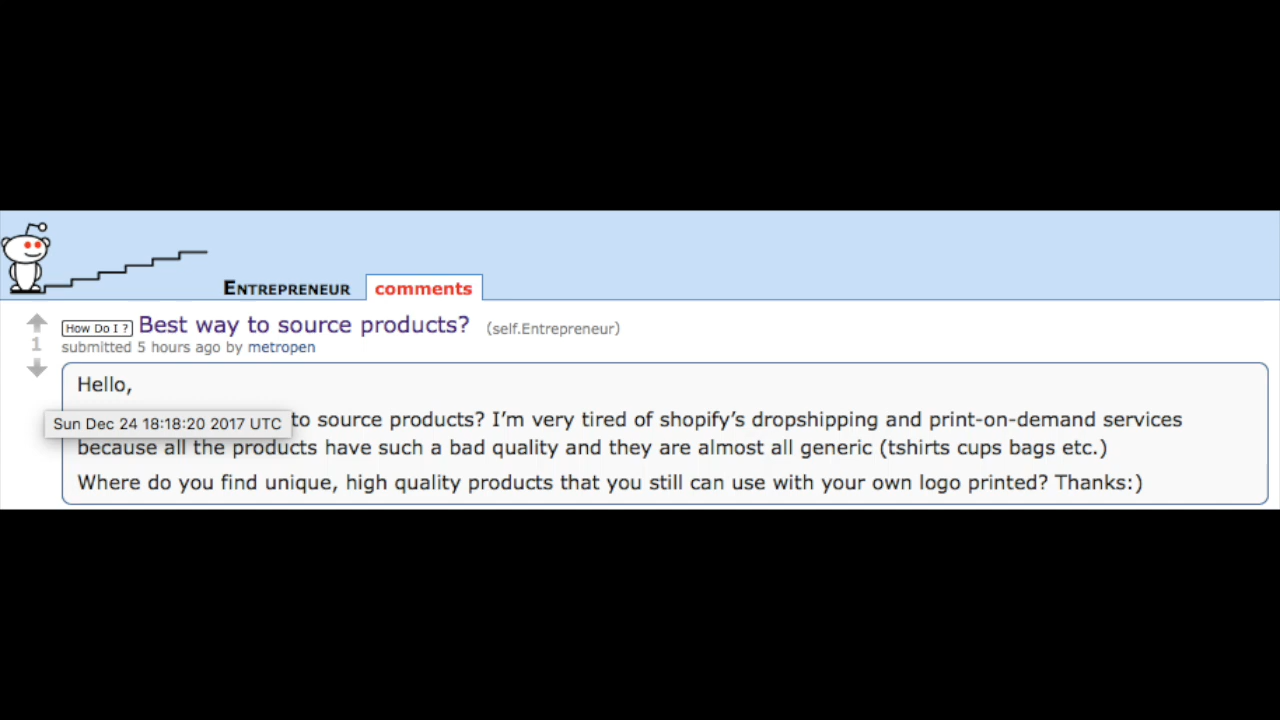 ENTREPRENEUR comments
How Do I ? Best way to source products? (self.Entrepreneur)
1
submitted 5 hours ago by metropen
Hello,
Sun Dec 24 18:18:20 2017 UTC
to source products? I’m very tired of shopify’s dropshipping and print-on-demand services
because all the products have such a bad quality and they are almost all generic (tshirts cups bags etc.)
Where do you find unique, high quality products that you still can use with your own logo printed? Thanks:)